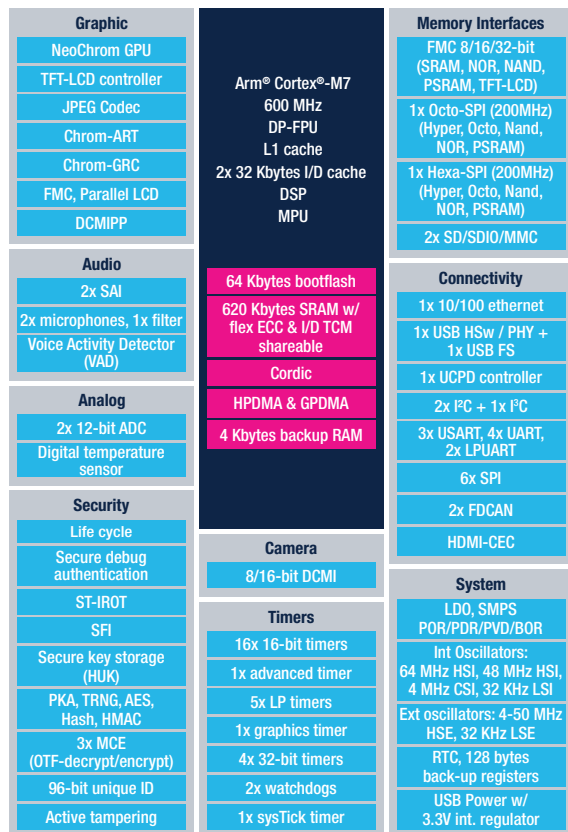 Graphic
NeoChrom GPU
TFT-LCD controller
JPEG Codec
Chrom-ART
Chrom-GRC
FMC, Parallel LCD
DCMIPP
Audio
2x SAI
2x microphones, 1x filter
Voice Activity Detector
(VAD)
Analog
2x 12-bit ADC
Digital temperature
sensor
Security
Life cycle
Secure debug
authentication
ST-IROT
SFI
Secure key storage
(HUK)
PKA, TRNG, AES,
Hash, HMAC
3x MCE
(OTF-decrypt/encrypt)
96-bit unique ID
Active tampering
Arm® Cortex®-M7
600 MHz
DP-FPU
L1 cache
2x 32 Kbytes I/D cache
DSP
MPU
64 Kbytes bootflash
620 Kbytes SRAM w/
flex ECC & I/D TCM
shareable
Cordic
HPDMA & GPDMA
4 Kbytes backup RAM
Camera
8/16-bit DCMI
Timers
16x 16-bit timers
1x advanced timer
5x LP timers
1x graphics timer
4x 32-bit timers
2x watchdogs
1x sysTick timer
Memory Interfaces
FMC 8/16/32-bit
(SRAM, NOR, NAND,
PSRAM, TFT-LCD)
1x Octo-SPI (200MHz)
(Hyper, Octo, Nand,
NOR, PSRAM)
1x Hexa-SPI (200MHz)
(Hyper, Octo, Nand,
NOR, PSRAM)
2x SD/SDIO/MMC
Connectivity
1x 10/100 ethernet
1x USB HSw / PHY +
1x USB FS
1x UCPD controller
2x I²C + 1x I³C
3x USART, 4x UART,
2x LPUART
6x SPI
2x FDCAN
HDMI-CEC
System
LDO, SMPS
POR/PDR/PVD/BOR
Int Oscillators:
64 MHz HSI, 48 MHz HSI,
4 MHz CSI, 32 KHz LSI
Ext oscillators: 4-50 MHz
HSE, 32 KHz LSE
RTC, 128 bytes
back-up registers
USB Power w/
3.3V int. regulator